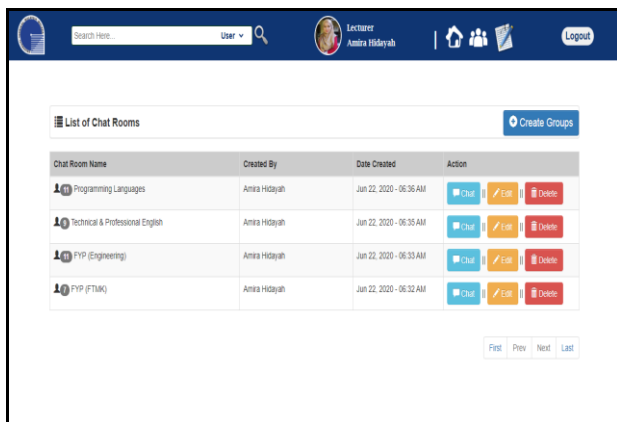 Search Here...
User
Lecturer
Amira Hidayah
Logout
List of Chat Rooms
Create Groups
Chat Room Name Created By Date Created Action
11 Programming Languages Amira Hidayah Jun 22, 2020 - 06:36 AM Chat || Edit || Delete
9 Technical & Professional English Amira Hidayah Jun 22, 2020 - 06:35 AM Chat || Edit || Delete
11 FYP (Engineering) Amira Hidayah Jun 22, 2020 - 06:33 AM Chat || Edit || Delete
7 FYP (FTMK) Amira Hidayah Jun 22, 2020 - 06:32 AM Chat || Edit || Delete
First Prev Next Last